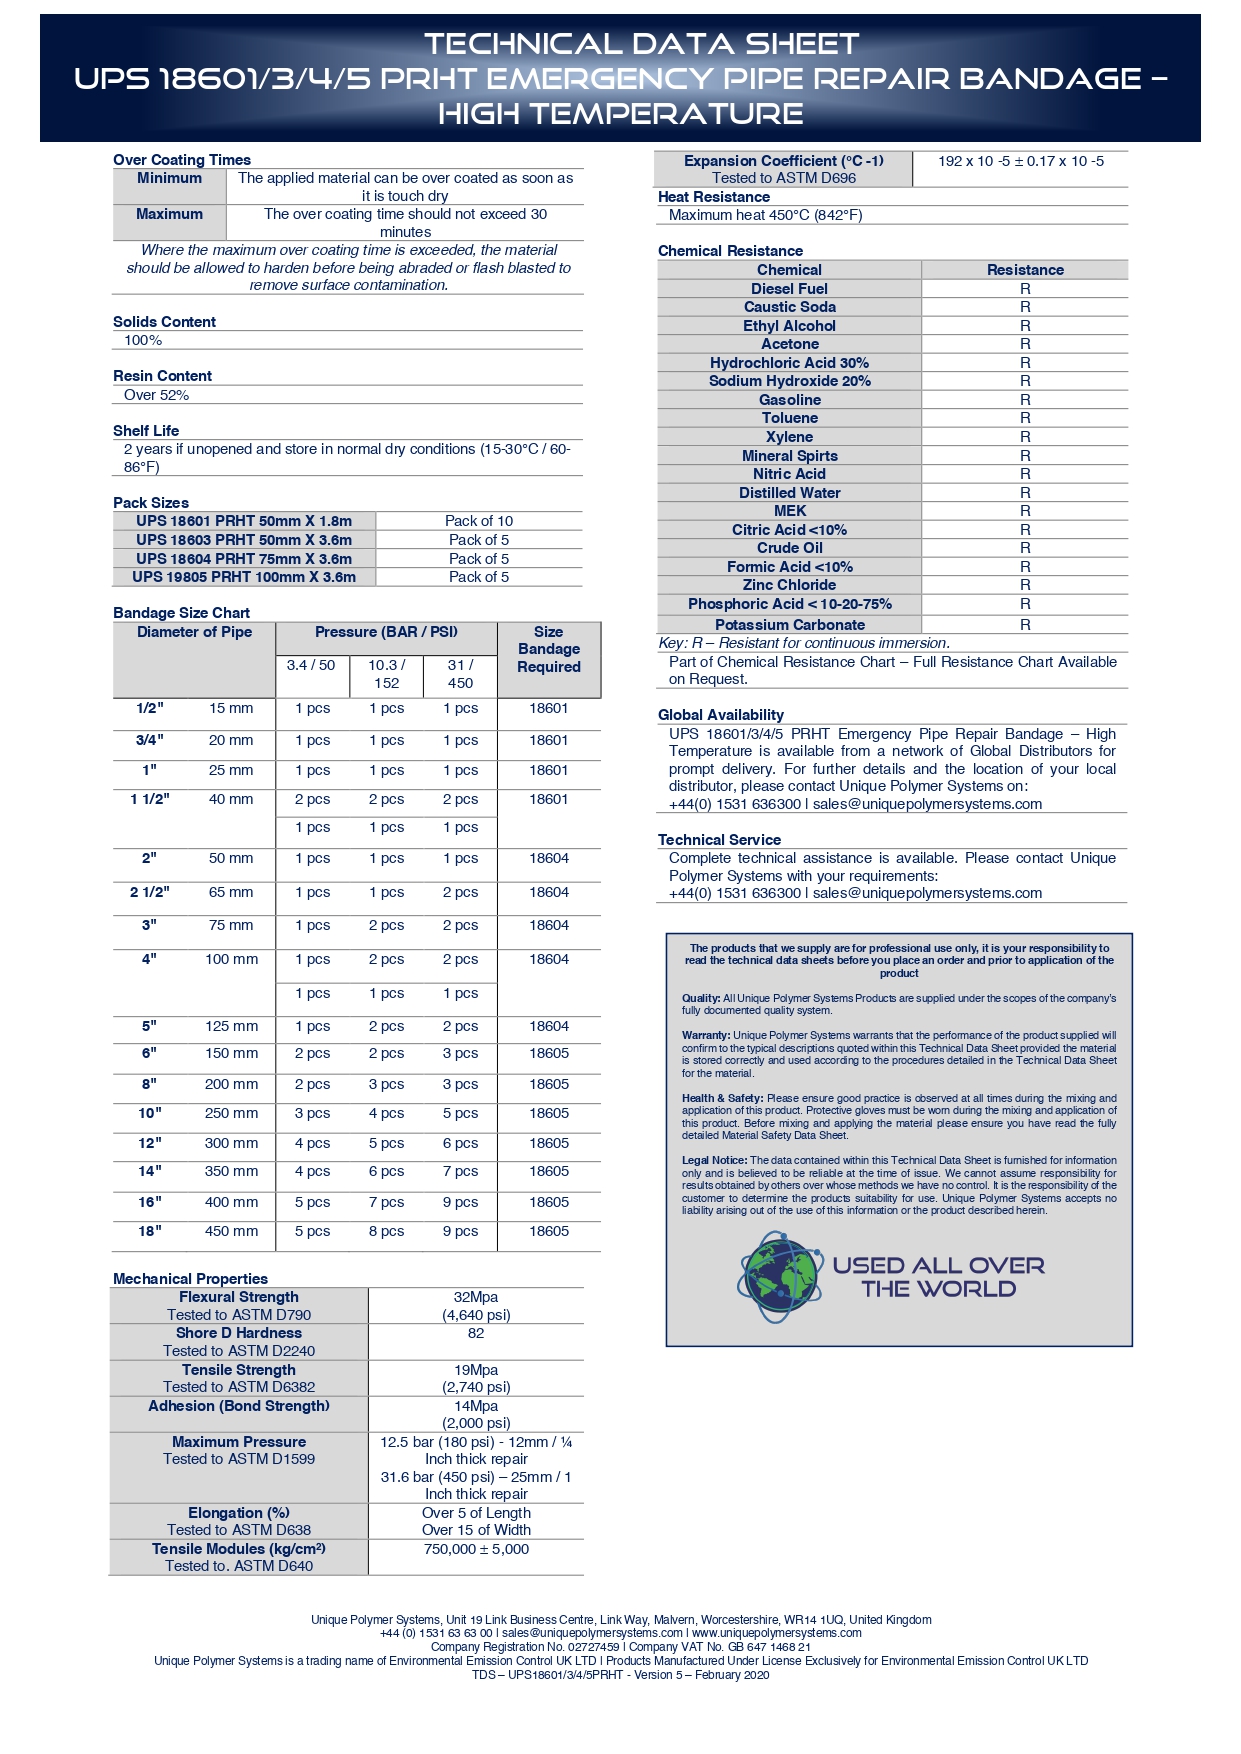 TECHNICAL DATA SHEET
UPS 18601/3/4/5 PRHT EMERGENCY PIPE REPAIR BANDAGE –
HIGH TEMPERATURE
Over Coating Times
Minimum The applied material can be over coated as soon as
it is touch dry
Maximum The over coating time should not exceed 30
minutes
Where the maximum over coating time is exceeded, the material
should be allowed to harden before being abraded or flash blasted to
remove surface contamination.
Solids Content
100%
Resin Content
Over 52%
Shelf Life
2 years if unopened and store in normal dry conditions (15-30°C / 60-
86°F)
Pack Sizes
UPS 18601 PRHT 50mm X 1.8m Pack of 10
UPS 18603 PRHT 50mm X 3.6m Pack of 5
UPS 18604 PRHT 75mm X 3.6m Pack of 5
UPS 19805 PRHT 100mm X 3.6m Pack of 5
Bandage Size Chart
Diameter of Pipe Pressure (BAR / PSI) Size
Bandage
Required
3.4 / 50 10.3 / 31 /
152 450
1/2" 15 mm 1 pcs 1 pcs 1 pcs 18601
3/4" 20 mm 1 pcs 1 pcs 1 pcs 18601
1" 25 mm 1 pcs 1 pcs 1 pcs 18601
1 1/2" 40 mm 2 pcs 2 pcs 2 pcs 18601
1 pcs 1 pcs 1 pcs
2" 50 mm 1 pcs 1 pcs 1 pcs 18604
2 1/2" 65 mm 1 pcs 1 pcs 2 pcs 18604
3" 75 mm 1 pcs 2 pcs 2 pcs 18604
4" 100 mm 1 pcs 2 pcs 2 pcs 18604
1 pcs 1 pcs 1 pcs
5" 125 mm 1 pcs 2 pcs 2 pcs 18604
6" 150 mm 2 pcs 2 pcs 3 pcs 18605
8" 200 mm 2 pcs 3 pcs 3 pcs 18605
10" 250 mm 3 pcs 4 pcs 5 pcs 18605
12" 300 mm 4 pcs 5 pcs 6 pcs 18605
14" 350 mm 4 pcs 6 pcs 7 pcs 18605
16" 400 mm 5 pcs 7 pcs 9 pcs 18605
18" 450 mm 5 pcs 8 pcs 9 pcs 18605
Mechanical Properties
Flexural Strength 32Mpa
Tested to ASTM D790 (4,640 psi)
Shore D Hardness 82
Tested to ASTM D2240
Tensile Strength 19Mpa
Tested to ASTM D6382 (2,740 psi)
Adhesion (Bond Strength) 14Mpa
(2,000 psi)
Maximum Pressure 12.5 bar (180 psi) - 12mm / ¼
Tested to ASTM D1599 Inch thick repair
31.6 bar (450 psi) – 25mm / 1
Inch thick repair
Elongation (%) Over 5 of Length
Tested to ASTM D638 Over 15 of Width
Tensile Modules (kg/cm²) 750,000 ± 5,000
Tested to. ASTM D640
Expansion Coefficient (°C -1) 192 x 10 -5 ± 0.17 x 10 -5
Tested to ASTM D696
Heat Resistance
Maximum heat 450°C (842°F)
Chemical Resistance
Chemical Resistance
Diesel Fuel R
Caustic Soda R
Ethyl Alcohol R
Acetone R
Hydrochloric Acid 30% R
Sodium Hydroxide 20% R
Gasoline R
Toluene R
Xylene R
Mineral Spirts R
Nitric Acid R
Distilled Water R
MEK R
Citric Acid <10% R
Crude Oil R
Formic Acid <10% R
Zinc Chloride R
Phosphoric Acid < 10-20-75% R
Potassium Carbonate R
Key: R – Resistant for continuous immersion.
Part of Chemical Resistance Chart – Full Resistance Chart Available
on Request.
Global Availability
UPS 18601/3/4/5 PRHT Emergency Pipe Repair Bandage – High
Temperature is available from a network of Global Distributors for
prompt delivery. For further details and the location of your local
distributor, please contact Unique Polymer Systems on:
+44(0) 1531 636300 | sales@uniquepolymersystems.com
Technical Service
Complete technical assistance is available. Please contact Unique
Polymer Systems with your requirements:
+44(0) 1531 636300 | sales@uniquepolymersystems.com
The products that we supply are for professional use only, it is your responsibility to
read the technical data sheets before you place an order and prior to application of the
product
Quality: All Unique Polymer Systems Products are supplied under the scopes of the company's
fully documented quality system.
Warranty: Unique Polymer Systems warrants that the performance of the product supplied will
confirm to the typical descriptions quoted within this Technical Data Sheet provided the material
is stored correctly and used according to the procedures detailed in the Technical Data Sheet
for the material.
Health & Safety: Please ensure good practice is observed at all times during the mixing and
application of this product. Protective gloves must be worn during the mixing and application of
this product. Before mixing and applying the material please ensure you have read the fully
detailed Material Safety Data Sheet.
Legal Notice: The data contained within this Technical Data Sheet is furnished for information
only and is believed to be reliable at the time of issue. We cannot assume responsibility for
results obtained by others over whose methods we have no control. It is the responsibility of the
customer to determine the products suitability for use. Unique Polymer Systems accepts no
liability arising out of the use of this information or the product described herein.
USED ALL OVER
THE WORLD
Unique Polymer Systems, Unit 19 Link Business Centre, Link Way, Malvern, Worcestershire, WR14 1UQ, United Kingdom
+44 (0) 1531 63 63 00 | sales@uniquepolymersystems.com | www.uniquepolymersystems.com
Company Registration No. 02727459 | Company VAT No. GB 647 1468 21
Unique Polymer Systems is a trading name of Environmental Emission Control UK LTD | Products Manufactured Under License Exclusively for Environmental Emission Control UK LTD
TDS – UPS18601/3/4/5PRHT - Version 5 – February 2020